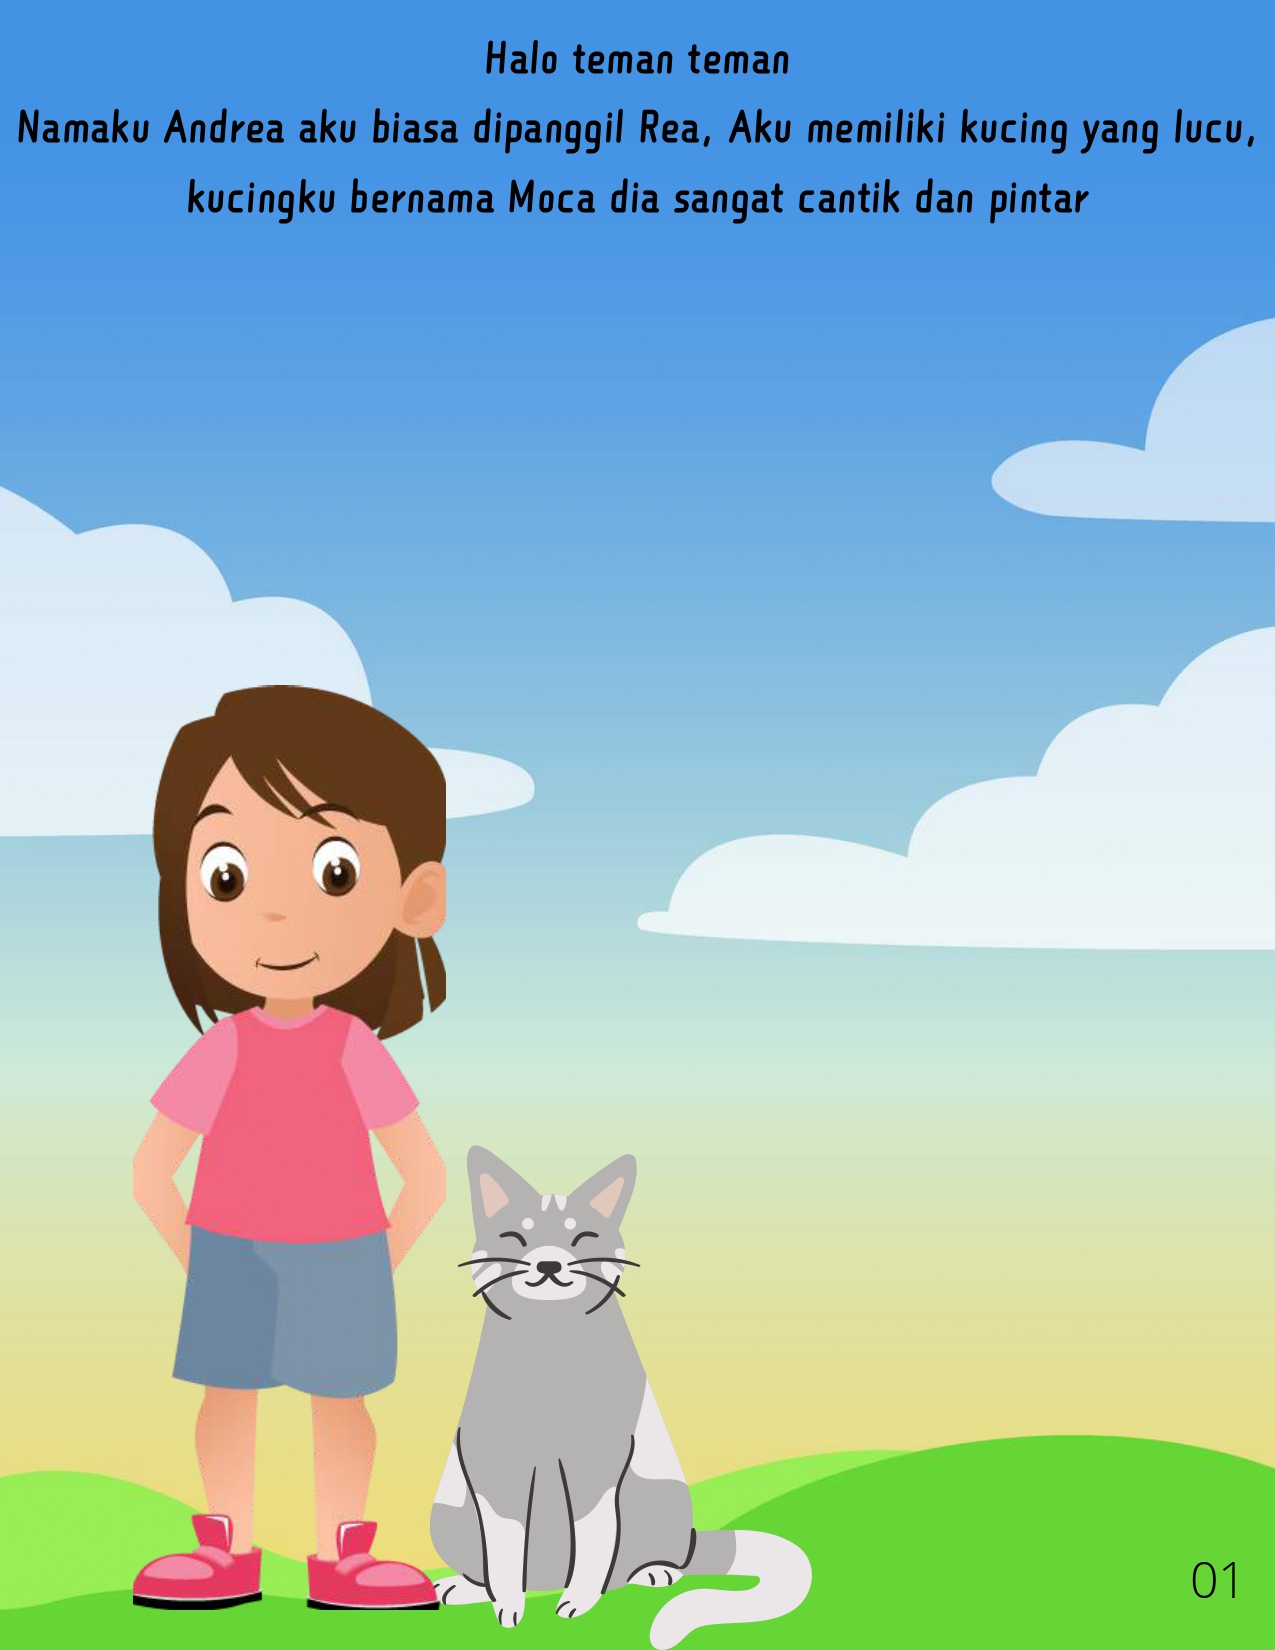 Halo teman teman
Namaku Andrea aku biasa dipanggil Rea, Aku memiliki kucing yang lucu,
kucingku bernama Moca dia sangat cantik dan pintar
01